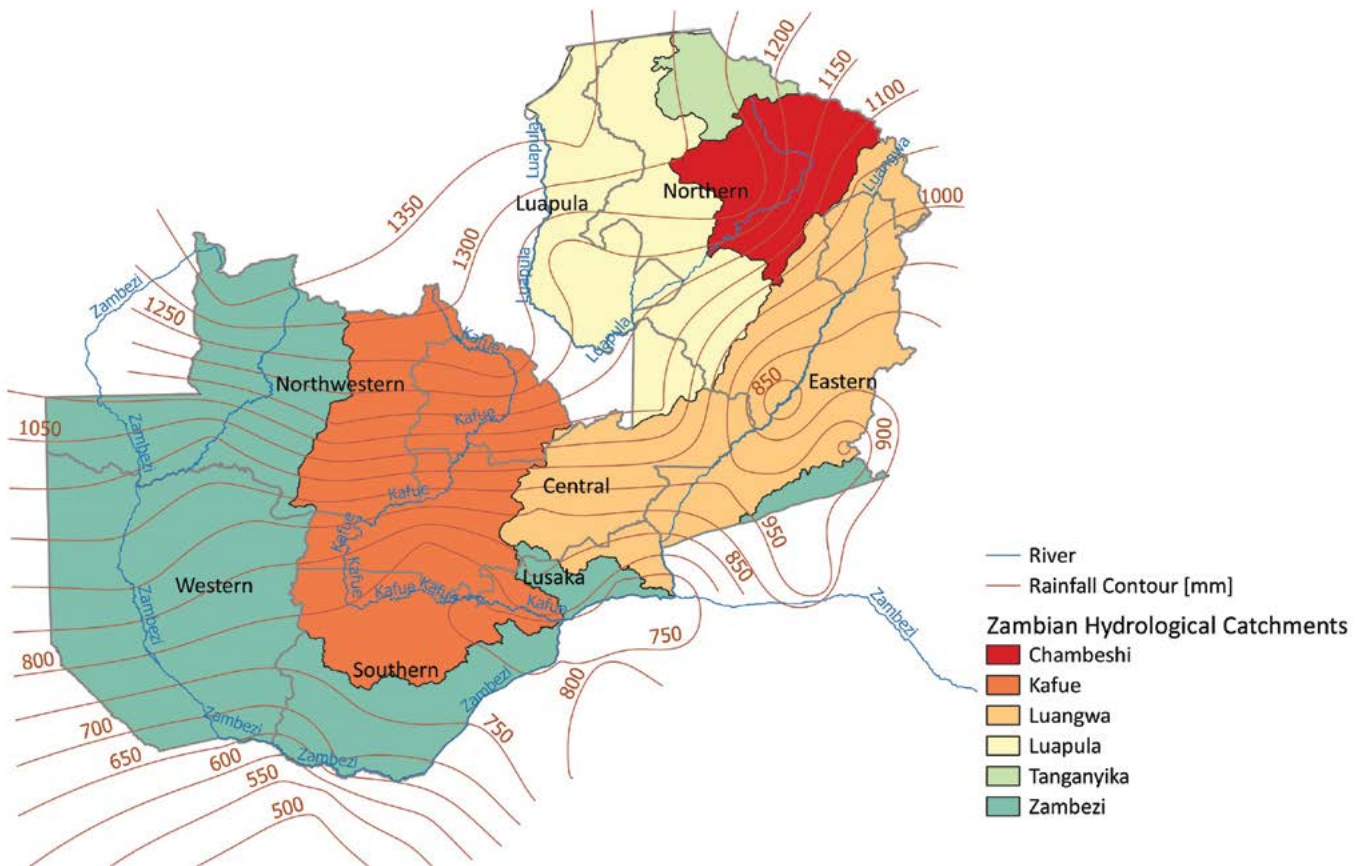 1200
1150
1100
Luapula
Luangwa
Northern
Luapula
1000
1350
1300
Luapula
Zambezi
1250
Kafue
Luapula
Northwestern
850
Eastern
Zambezi
1050
Kafue
900
Central
Kafue
950
Kafue
850
Western
Kafue
Kafue
Kafue
Lusaka
Kafue
Zambezi
Zambezi
750
800
Southern
Zambezi
800
700
Zambezi
750
650
600
Zambezi
550
500
River
Rainfall Contour [mm]
Zambian Hydrological Catchments
Chambeshi
Kafue
Luangwa
Luapula
Tanganyika
Zambezi